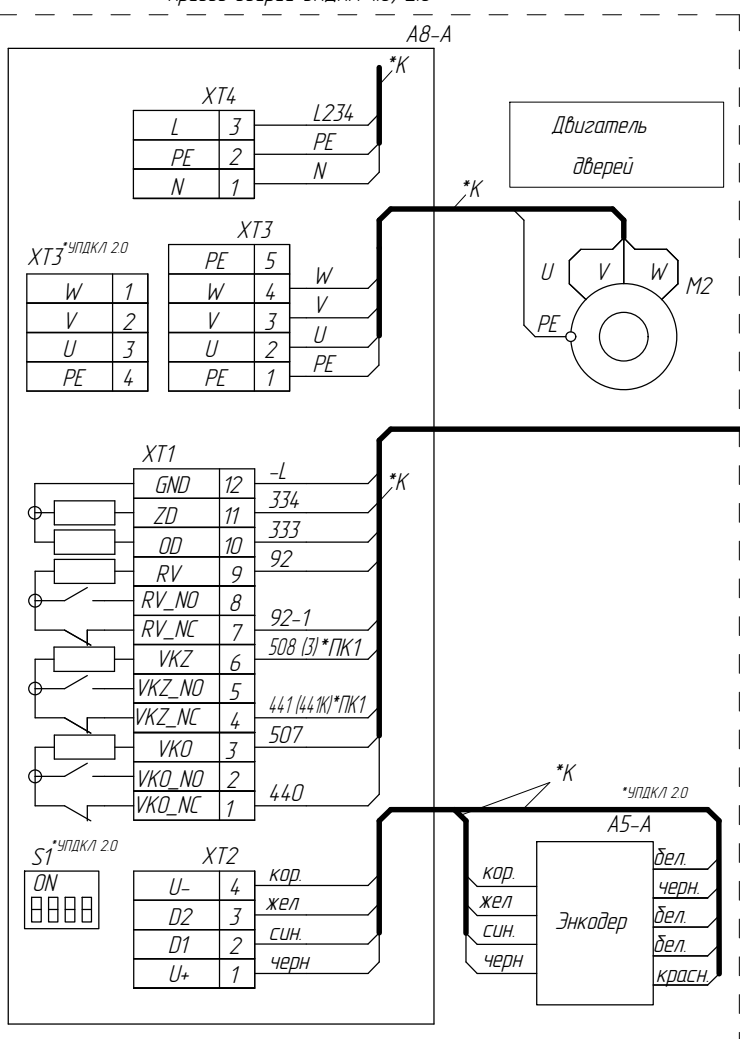 A8-A
*К
XT4
L 3 L234
PE 2 PE
N 1 N
Двигатель
дверей
*К
XT3*УПДКЛ 2.0
W 1
V 2
U 3
PE 4
XT3
PE 5
W 4 W
V 3 V
U 2 U
PE 1 PE
U V W M2
PE
XT1
*К
GND 12 -L
ZD 11 334
OD 10 333
RV 9 92
RV_NO 8
RV_NC 7 92-1
VKZ 6 508 (3)*ПК1
VKZ_NO 5
VKZ_NC 4 441 (441К)*ПК1
VKO 3 507
VKO_NO 2
VKO_NC 1 440
*К
*УПДКЛ 2.0
A5-A
S1*УПДКЛ 2.0
ON
XT2
U- 4 кор.
D2 3 жел
D1 2 син.
U+ 1 черн
кор.
жел
син.
черн
Энкодер
бел.
черн.
бел.
бел.
красн.